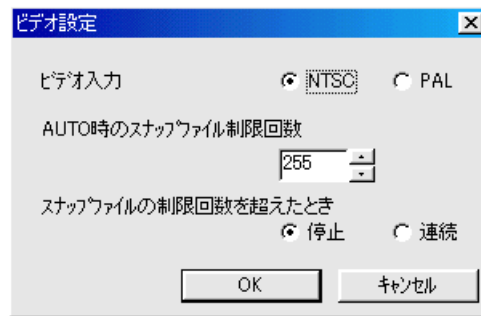 ビデオ設定
ビデオ入力 NTSC PAL
AUTO時のスナップファイル制限回数
255
スナップファイルの制限回数を超えたとき
停止 連続
OK キャンセル